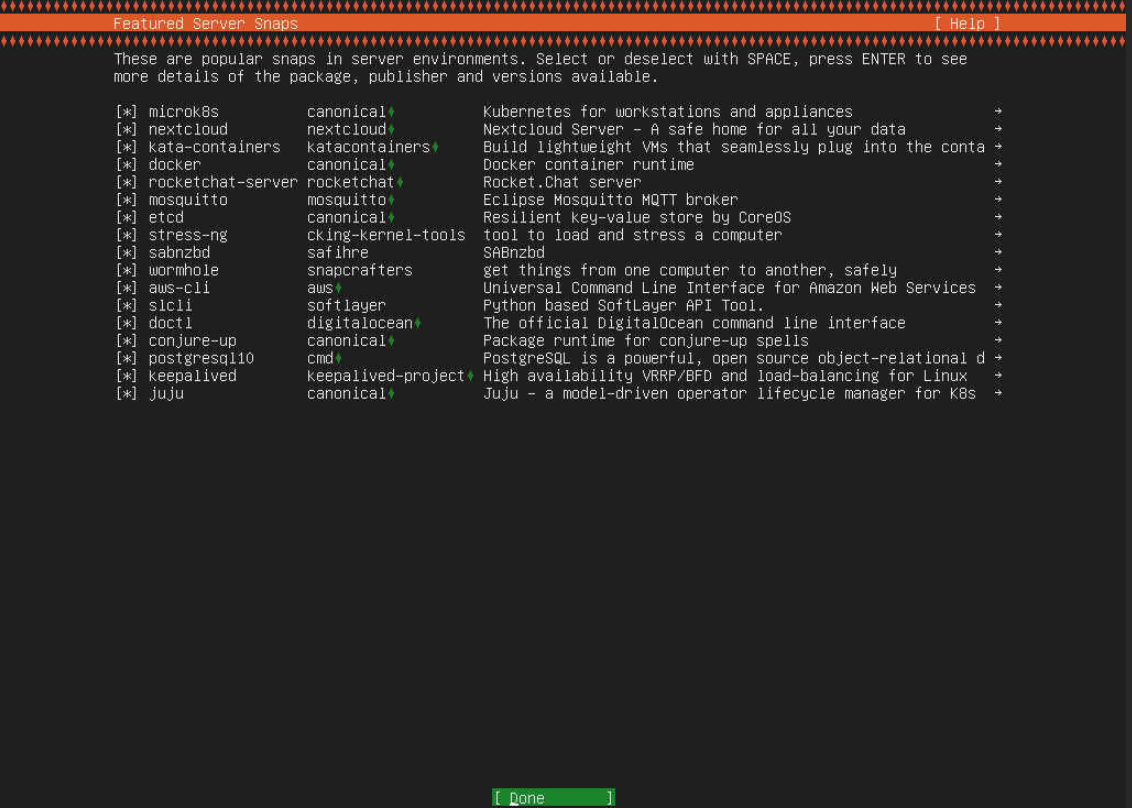 Featured Server Snaps [ Help ]
These are popular snaps in server environments. Select or deselect with SPACE, press ENTER to see
more details of the package, publisher and versions available.
[*] microk8s canonical♦ Kubernetes for workstations and appliances →
[*] nextcloud nextcloud♦ Nextcloud Server – A safe home for all your data →
[*] kata-containers katacontainers♦ Build lightweight VMs that seamlessly plug into the conta →
[*] docker canonical♦ Docker container runtime →
[*] rocketchat-server rocketchat♦ Rocket.Chat server →
[*] mosquitto mosquitto♦ Eclipse Mosquitto MQTT broker →
[*] etcd canonical♦ Resilient key-value store by CoreOS →
[*] stress-ng cking-kernel-tools tool to load and stress a computer →
[*] sabnzbd safihre SABnzbd →
[*] wormhole snapcrafters get things from one computer to another, safely →
[*] aws-cli aws♦ Universal Command Line Interface for Amazon Web Services →
[*] slcli softlayer Python based SoftLayer API Tool. →
[*] doctl digitalocean♦ The official DigitalOcean command line interface →
[*] conjure-up canonical♦ Package runtime for conjure-up spells →
[*] postgresql10 cmd♦ PostgreSQL is a powerful, open source object-relational d →
[*] keepalived keepalived-project♦ High availability VRRP/BFD and load-balancing for Linux →
[*] juju canonical♦ Juju – a model-driven operator lifecycle manager for K8s →
[ Done ]